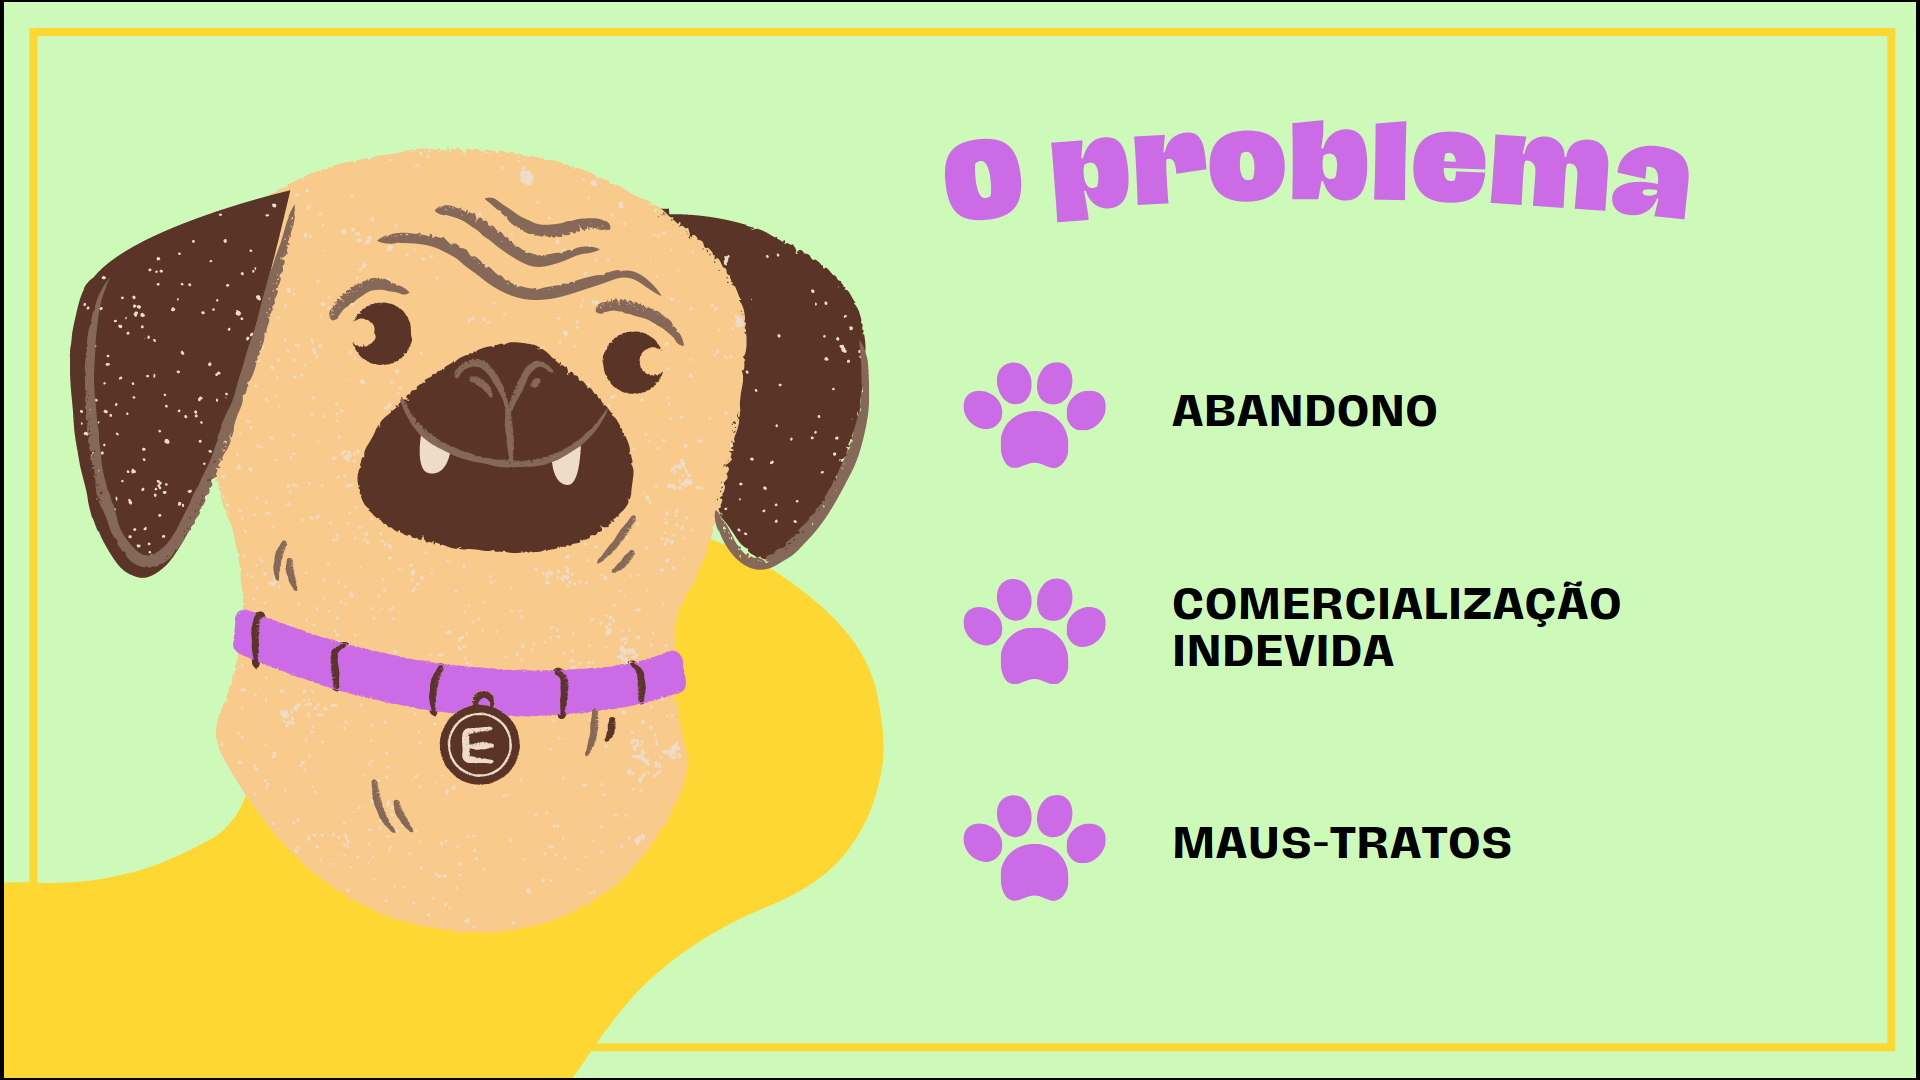 O problema
ABANDONO
COMERCIALIZAÇÃO
INDEVIDA
MAUS-TRATOS
E